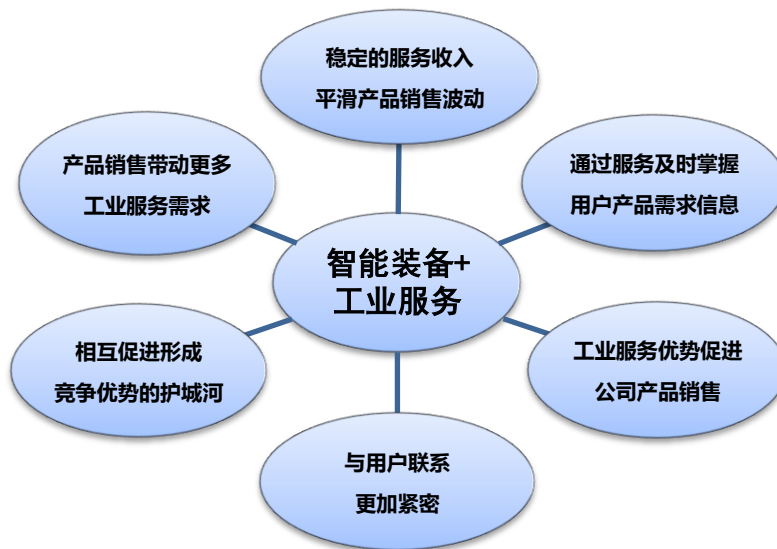 稳定的服务收入
平滑产品销售波动
产品销售带动更多
工业服务需求
通过服务及时掌握
用户产品需求信息
智能装备+
工业服务
相互促进形成
竞争优势的护城河
工业服务优势促进
公司产品销售
与用户联系
更加紧密